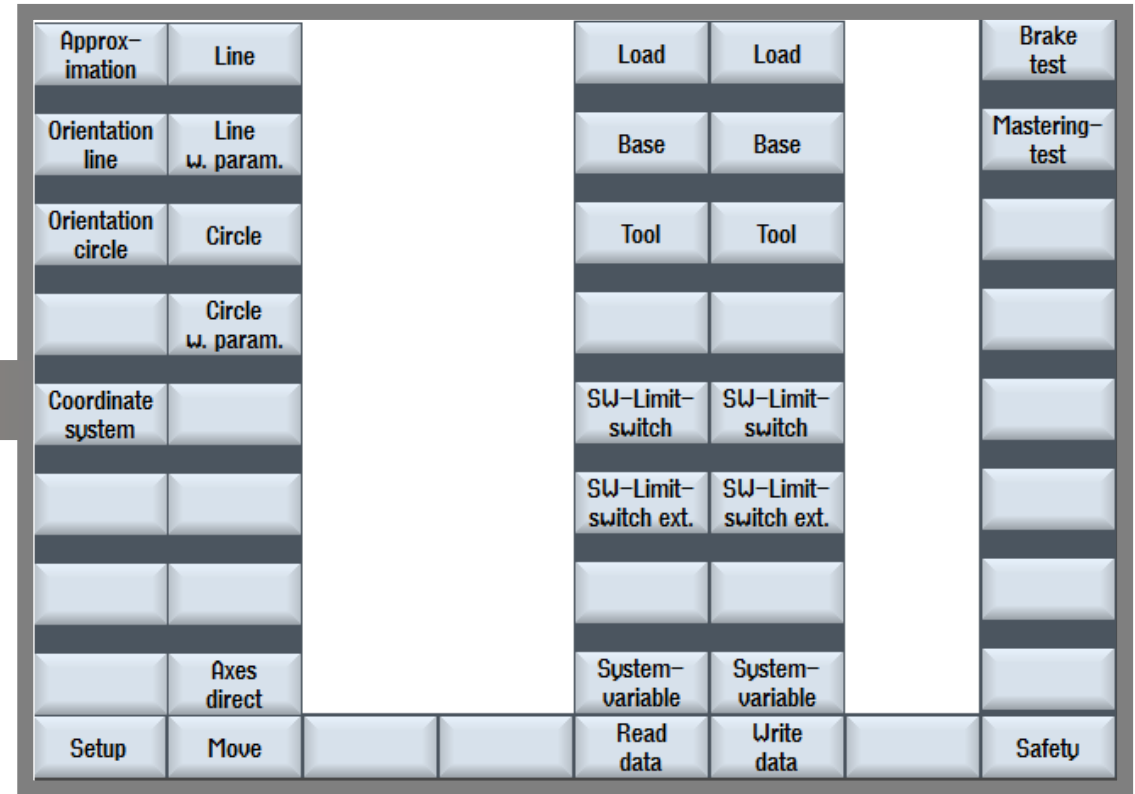 Approx-
imation
Line
Load
Load
Brake
test
Orientation
line
Line
w. param.
Base
Base
Mastering-
test
Orientation
circle
Circle
Tool
Tool
Circle
w. param.
Coordinate
system
SW-Limit-
switch
SW-Limit-
switch
SW-Limit-
switch ext.
SW-Limit-
switch ext.
Axes
direct
System-
variable
System-
variable
Setup
Move
Read
data
Write
data
Safety